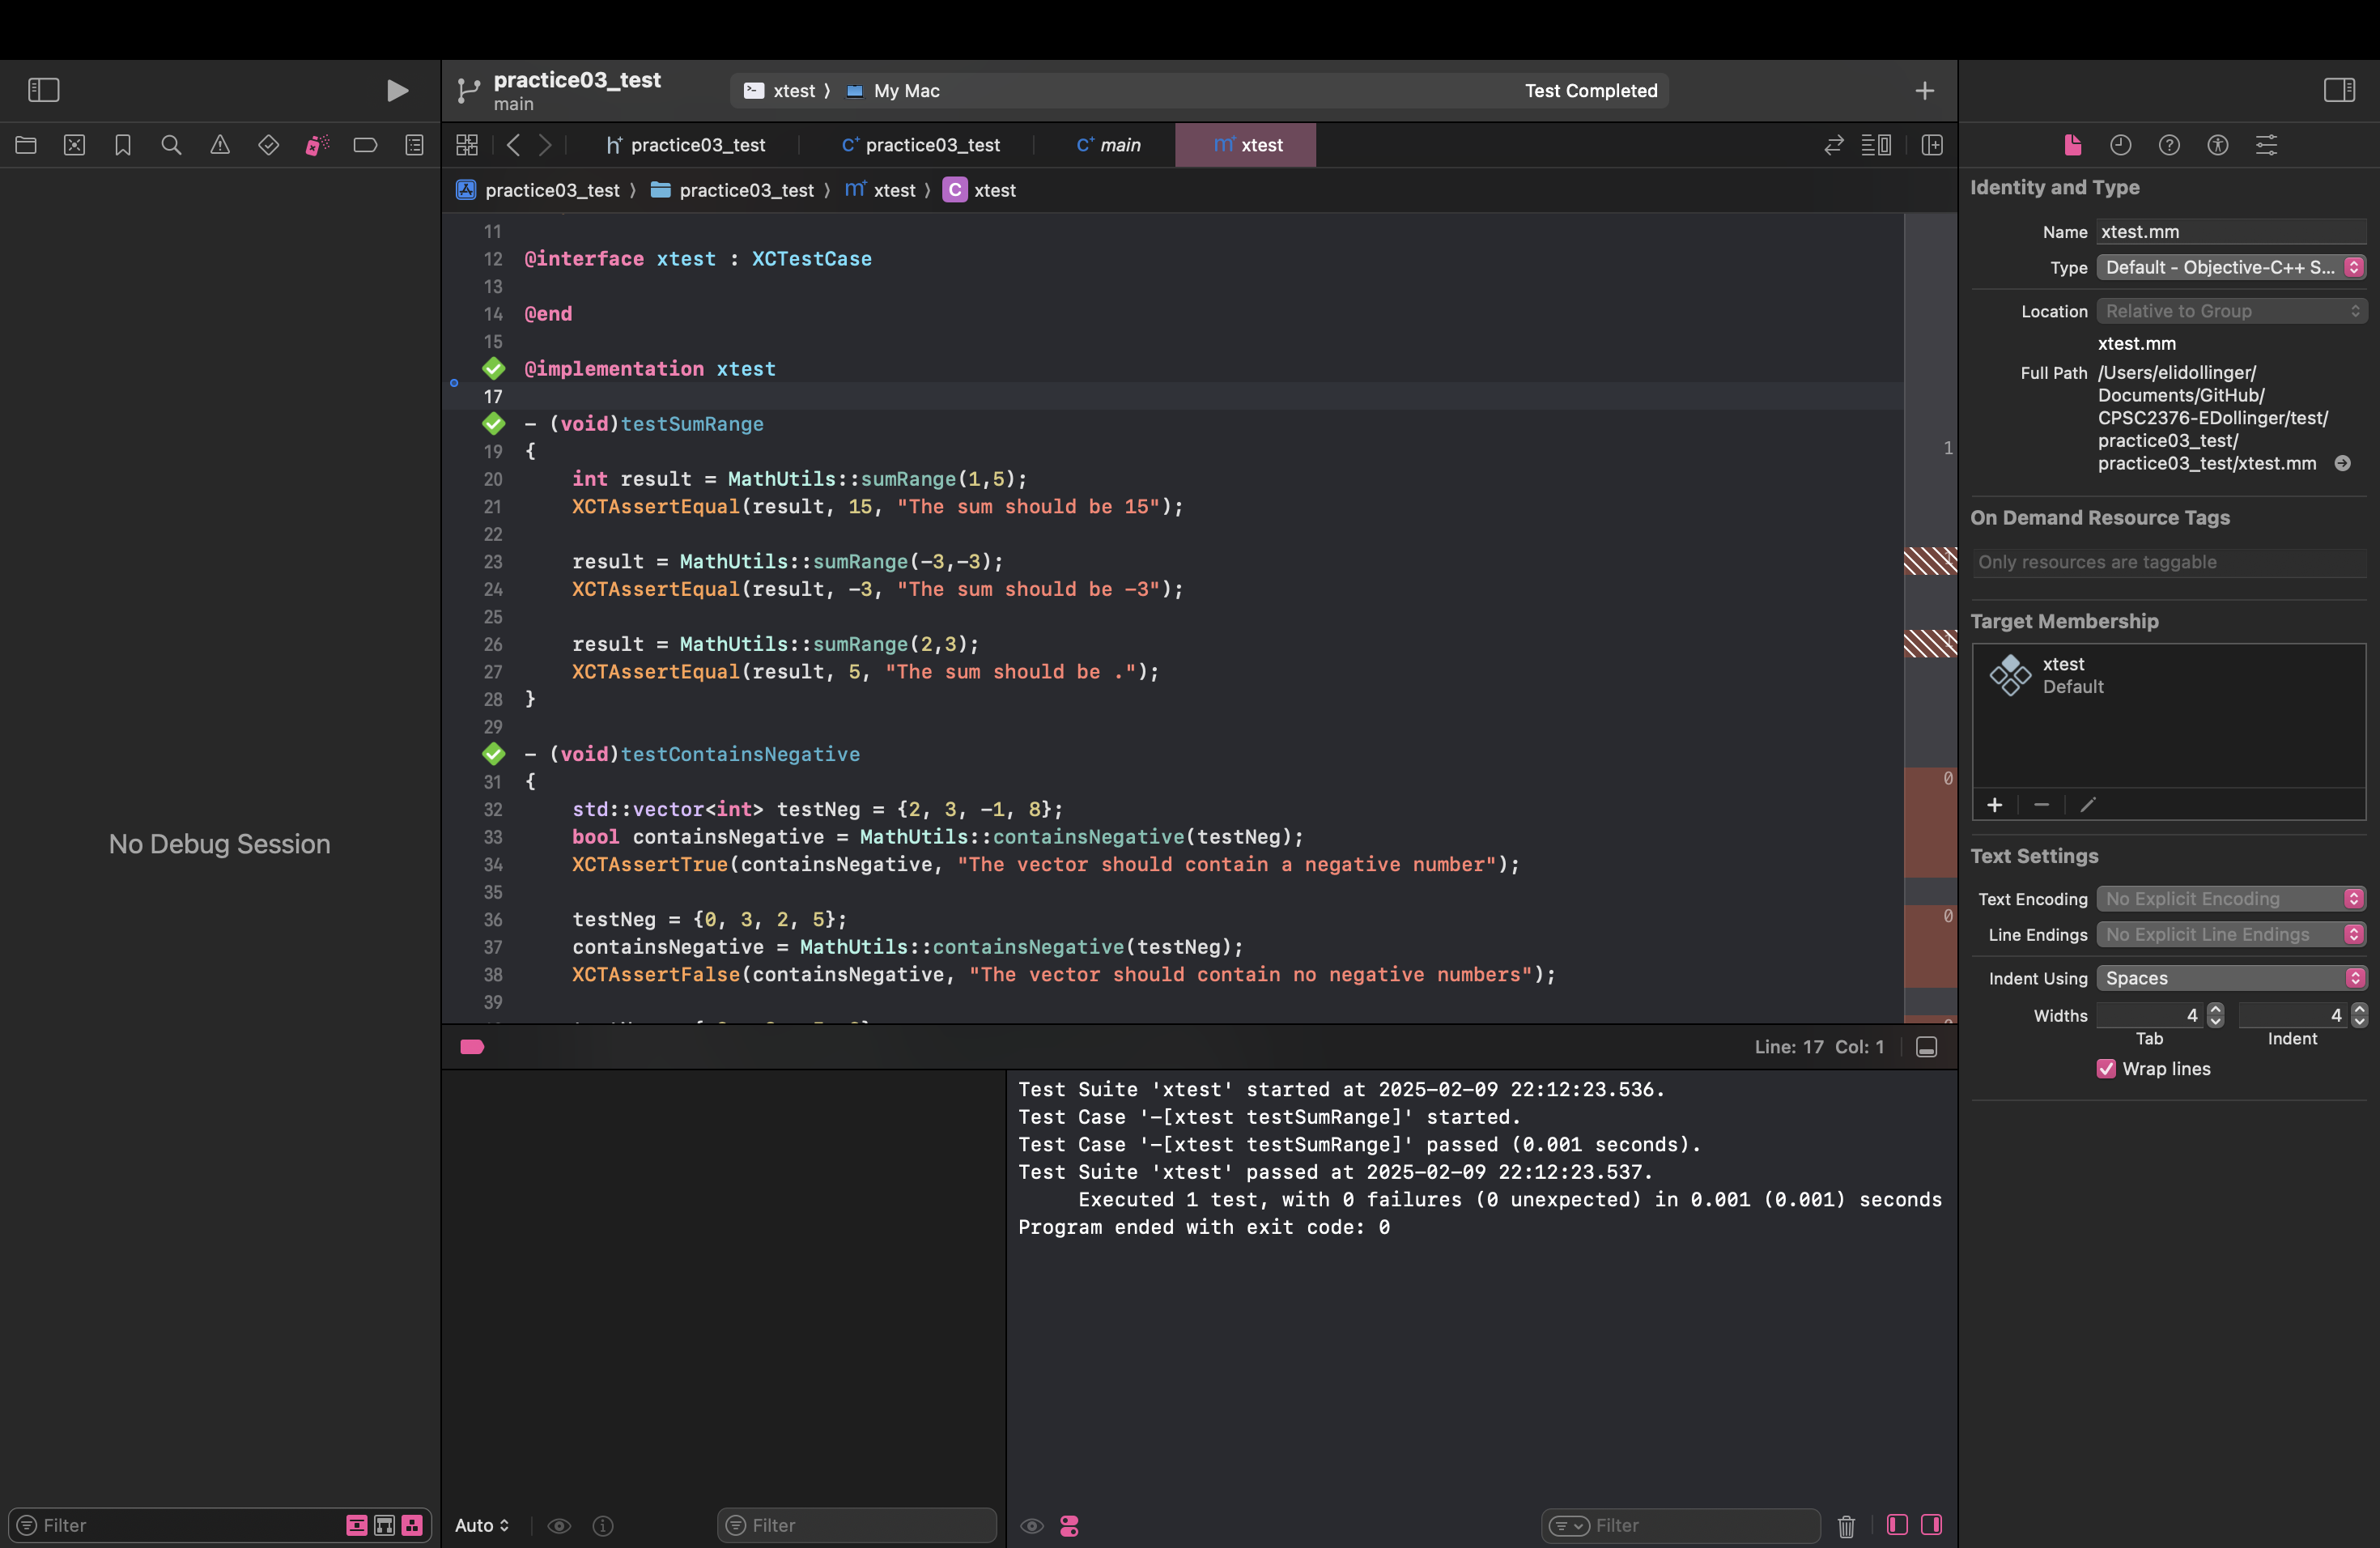 practice03_test
main
xtest 〉 My Mac
Test Completed
practice03_test
practice03_test
main
xtest
practice03_test 〉 practice03_test 〉 xtest 〉 C xtest
11
12 @interface xtest : XCTestCase
13
14 @end
15
@implementation xtest
17
- (void)testSumRange
19 {
20 int result = MathUtils::sumRange(1,5);
21 XCTAssertEqual(result, 15, "The sum should be 15");
22
23 result = MathUtils::sumRange(-3,-3);
24 XCTAssertEqual(result, -3, "The sum should be -3");
25
26 result = MathUtils::sumRange(2,3);
27 XCTAssertEqual(result, 5, "The sum should be .");
28 }
29
- (void)testContainsNegative
31 {
32 std::vector<int> testNeg = {2, 3, -1, 8};
33 bool containsNegative = MathUtils::containsNegative(testNeg);
34 XCTAssertTrue(containsNegative, "The vector should contain a negative number");
35
36 testNeg = {0, 3, 2, 5};
37 containsNegative = MathUtils::containsNegative(testNeg);
38 XCTAssertFalse(containsNegative, "The vector should contain no negative numbers");
39
1
0
0
No Debug Session
Filter
Line: 17 Col: 1
Test Suite 'xtest' started at 2025-02-09 22:12:23.536.
Test Case '-[xtest testSumRange]' started.
Test Case '-[xtest testSumRange]' passed (0.001 seconds).
Test Suite 'xtest' passed at 2025-02-09 22:12:23.537.
Executed 1 test, with 0 failures (0 unexpected) in 0.001 (0.001) seconds
Program ended with exit code: 0
Auto
Filter
Filter
Identity and Type
Name xtest.mm
Type Default - Objective-C++ S...
Location Relative to Group
xtest.mm
Full Path /Users/elidollinger/
Documents/GitHub/
CPSC2376-EDollinger/test/
practice03_test/
practice03_test/xtest.mm
On Demand Resource Tags
Only resources are taggable
Target Membership
xtest
Default
Text Settings
Text Encoding No Explicit Encoding
Line Endings No Explicit Line Endings
Indent Using Spaces
Widths 4 4
Tab Indent
Wrap lines